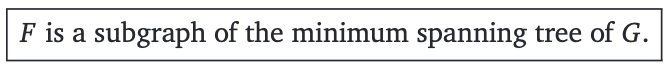 F is a subgraph of the minimum spanning tree of G.